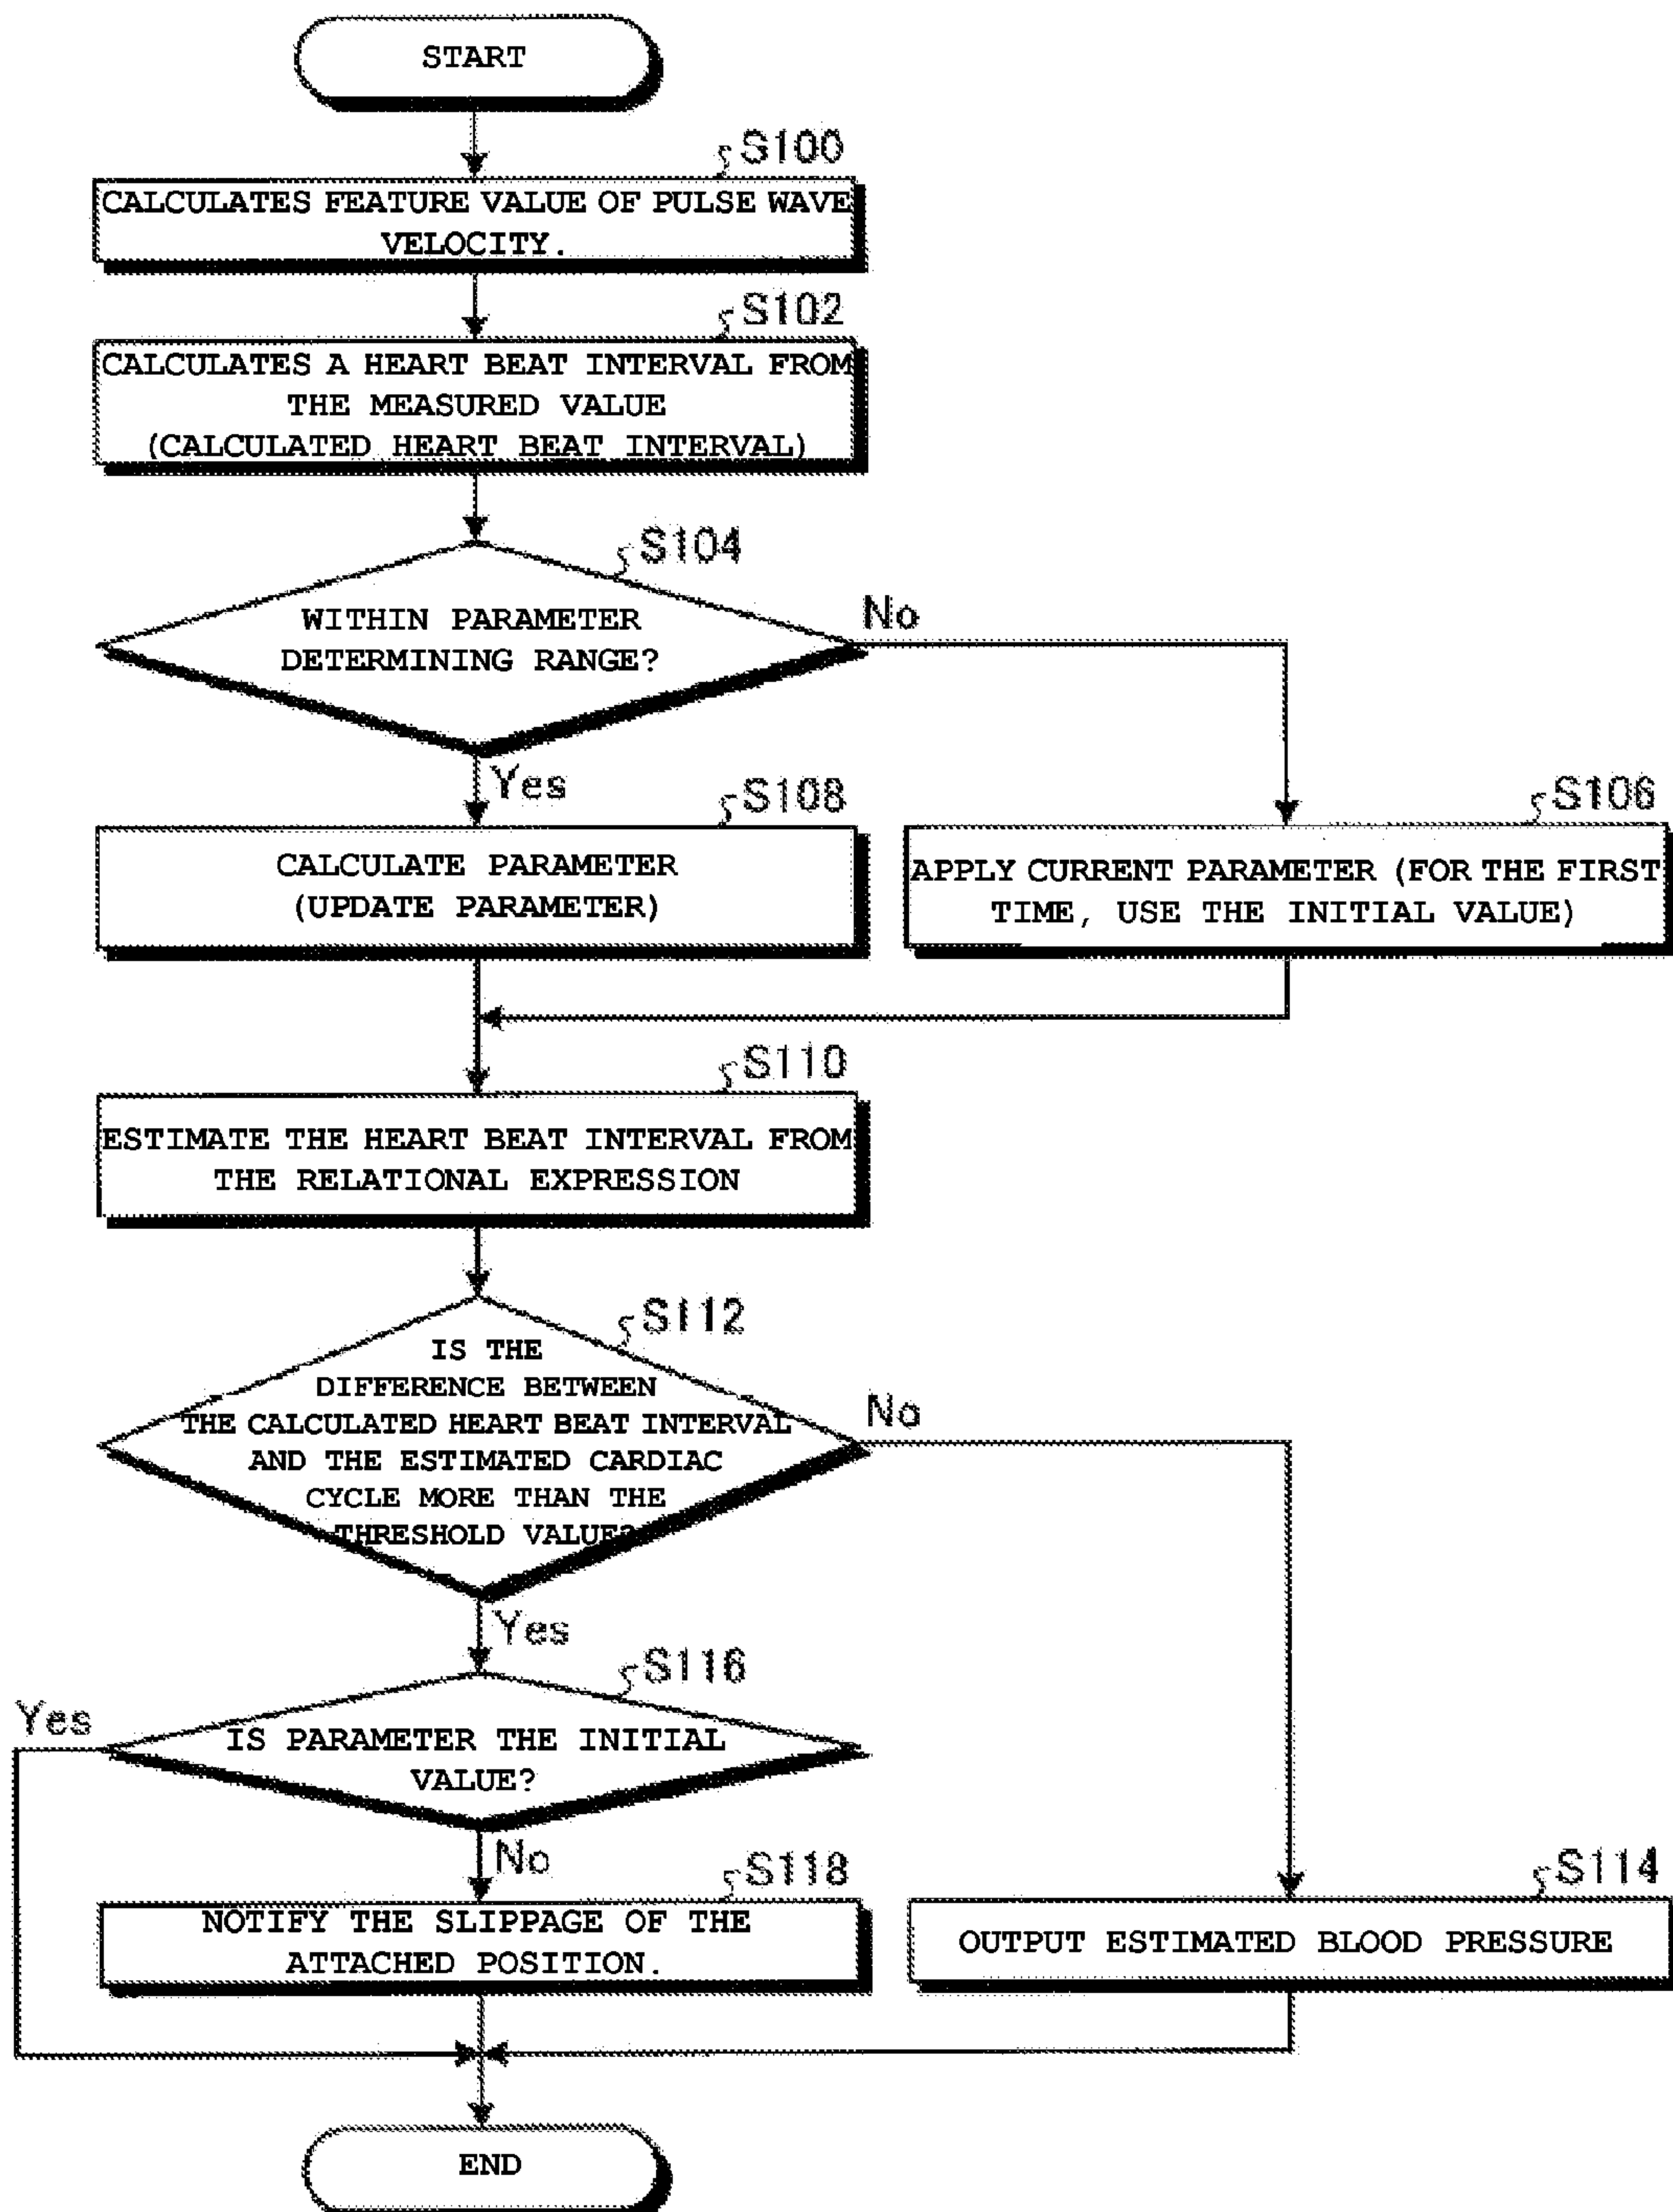 START
S100
CALCULATES FEATURE VALUE OF PULSE WAVE
VELOCITY.
S102
CALCULATES A HEART BEAT INTERVAL FROM
THE MEASURED VALUE
(CALCULATED HEART BEAT INTERVAL)
S104
WITHIN PARAMETER
DETERMINING RANGE?
No
Yes
S108
CALCULATE PARAMETER
(UPDATE PARAMETER)
S106
APPLY CURRENT PARAMETER (FOR THE FIRST
TIME, USE THE INITIAL VALUE)
S110
ESTIMATE THE HEART BEAT INTERVAL FROM
THE RELATIONAL EXPRESSION
S112
IS THE
DIFFERENCE BETWEEN
THE CALCULATED HEART BEAT INTERVAL
AND THE ESTIMATED CARDIAC
CYCLE MORE THAN THE
THRESHOLD VALUE?
No
Yes
S116
Yes
IS PARAMETER THE INITIAL
VALUE?
No
S118
NOTIFY THE SLIPPAGE OF THE
ATTACHED POSITION.
S114
OUTPUT ESTIMATED BLOOD PRESSURE
END